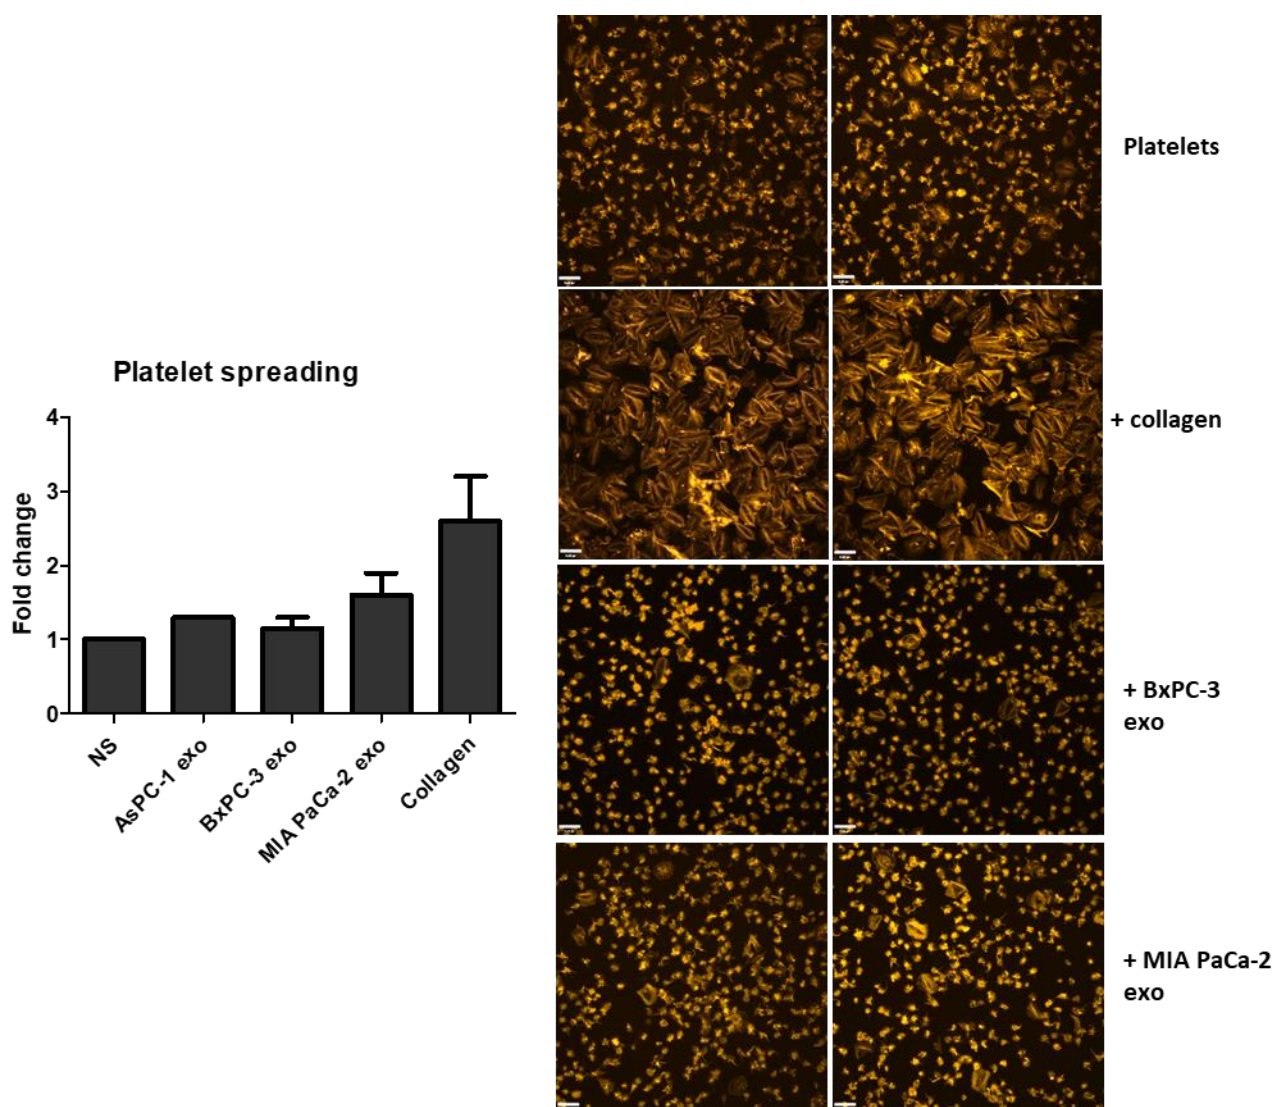 Platelets
+ collagen
Platelet spreading
Fold change
4
3
2
1
0
NS
AsPC-1 exo
BxPC-3 exo
MIA PaCa-2 exo
Collagen
+ BxPC-3
exo
+ MIA PaCa-2
exo